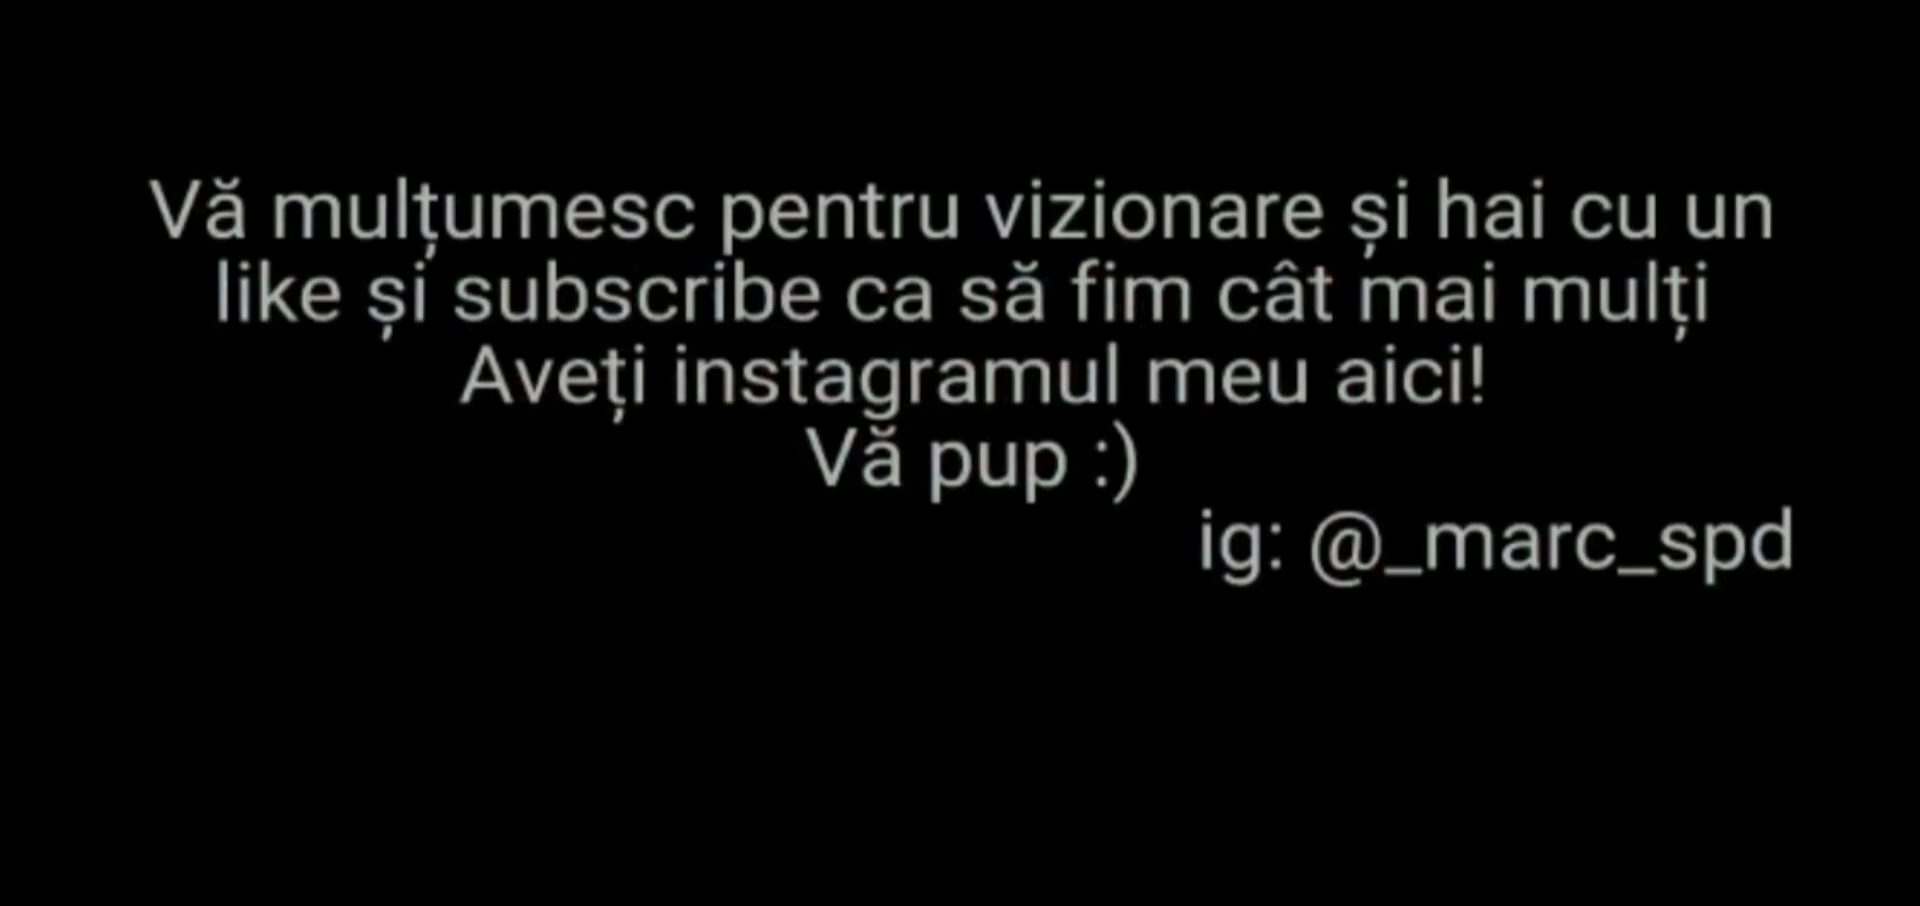 Vă mulțumesc pentru vizionare și hai cu un
like și subscribe ca să fim cât mai mulți
Aveți instagramul meu aici!
Vă pup :)
ig: @_marc_spd